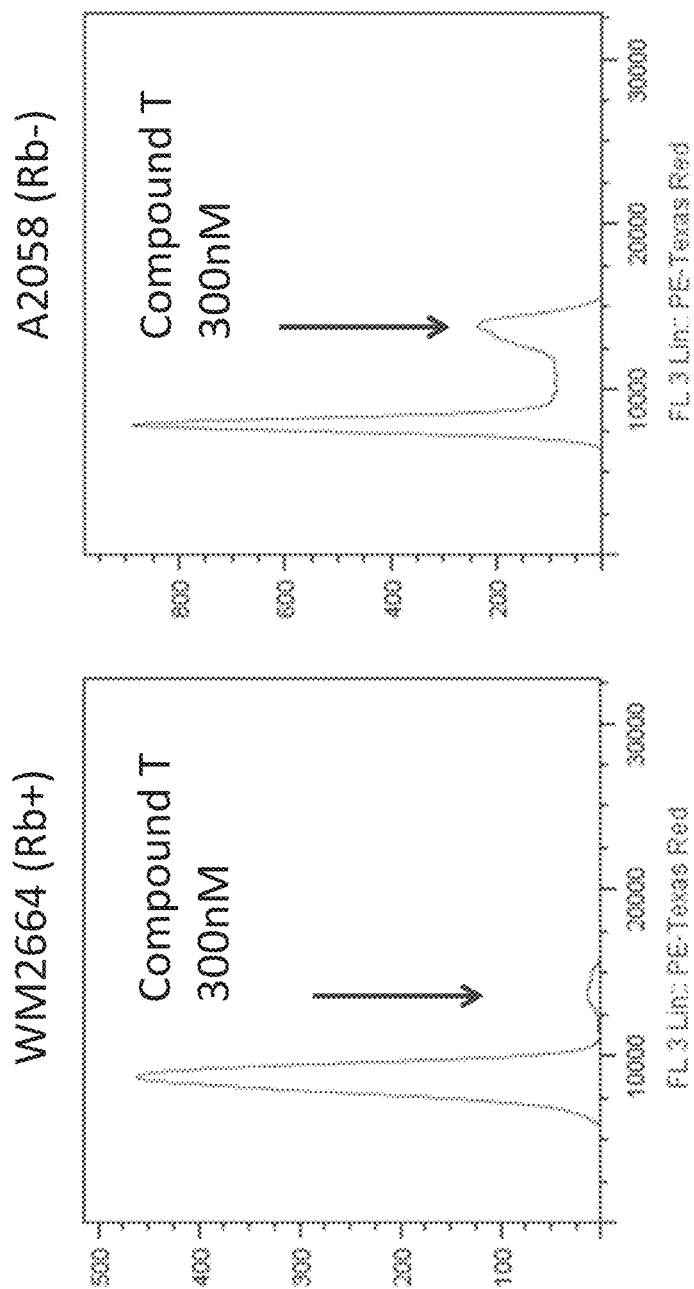 WM2664 (Rb+)
Compound T
300nM
500
400
300
200
100
10000
20000
30000
FL 3 Lin:: PE-Texas Red
A2058 (Rb-)
Compound T
300nM
800
600
400
200
10000
20000
30000
FL 3 Lin:: PE-Texas Red